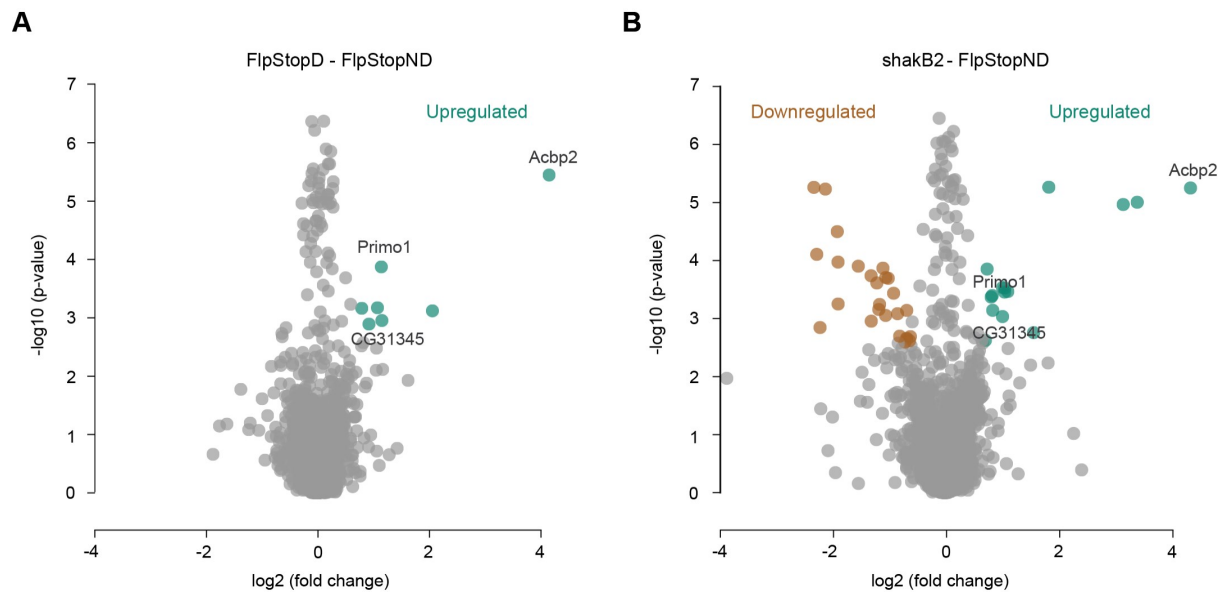 A
FlpStopD - FlpStopND
7
6
5
4
3
2
1
0
-log10 (p-value)
Upregulated
Acbp2
Primo1
CG31345
-4
-2
0
2
4
log2 (fold change)
B
shakB2 - FlpStopND
7
6
5
4
3
2
1
0
-log10 (p-value)
Downregulated
Upregulated
Acbp2
Primo1
CG31345
-4
-2
0
2
4
log2 (fold change)